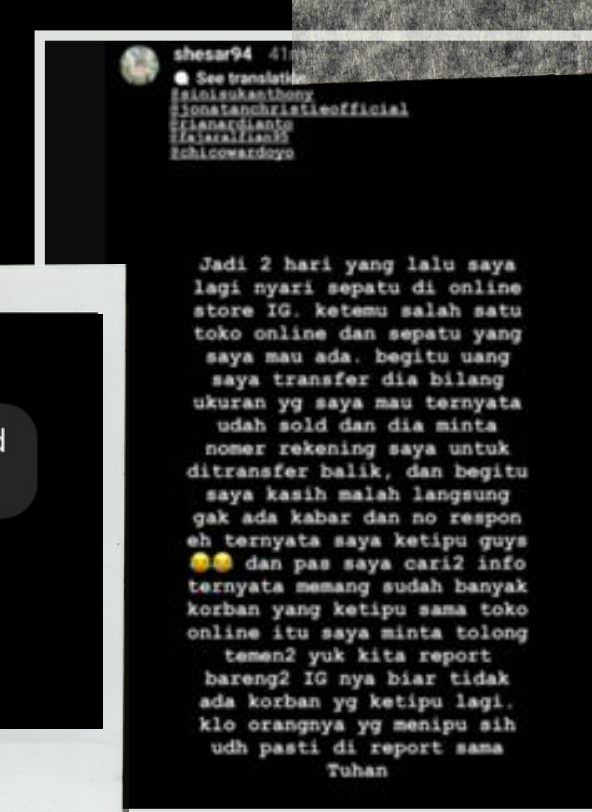 shesar94 41m
See translation
@sinisukanthony
@jonatanchristieofficial
@rianardianto
@fajaralfian95
@chicowardoyo
Jadi 2 hari yang lalu saya
lagi nyari sepatu di online
store IG. ketemu salah satu
toko online dan sepatu yang
saya mau ada. begitu uang
saya transfer dia bilang
ukuran yg saya mau ternyata
udah sold dan dia minta
nomer rekening saya untuk
ditransfer balik, dan begitu
saya kasih malah langsung
gak ada kabar dan no respon
eh ternyata saya ketipu guys
😔😔 dan pas saya cari2 info
ternyata memang sudah banyak
korban yang ketipu sama toko
online itu saya minta tolong
temen2 yuk kita report
bareng2 IG nya biar tidak
ada korban yg ketipu lagi.
klo orangnya yg menipu sih
udh pasti di report sama
Tuhan